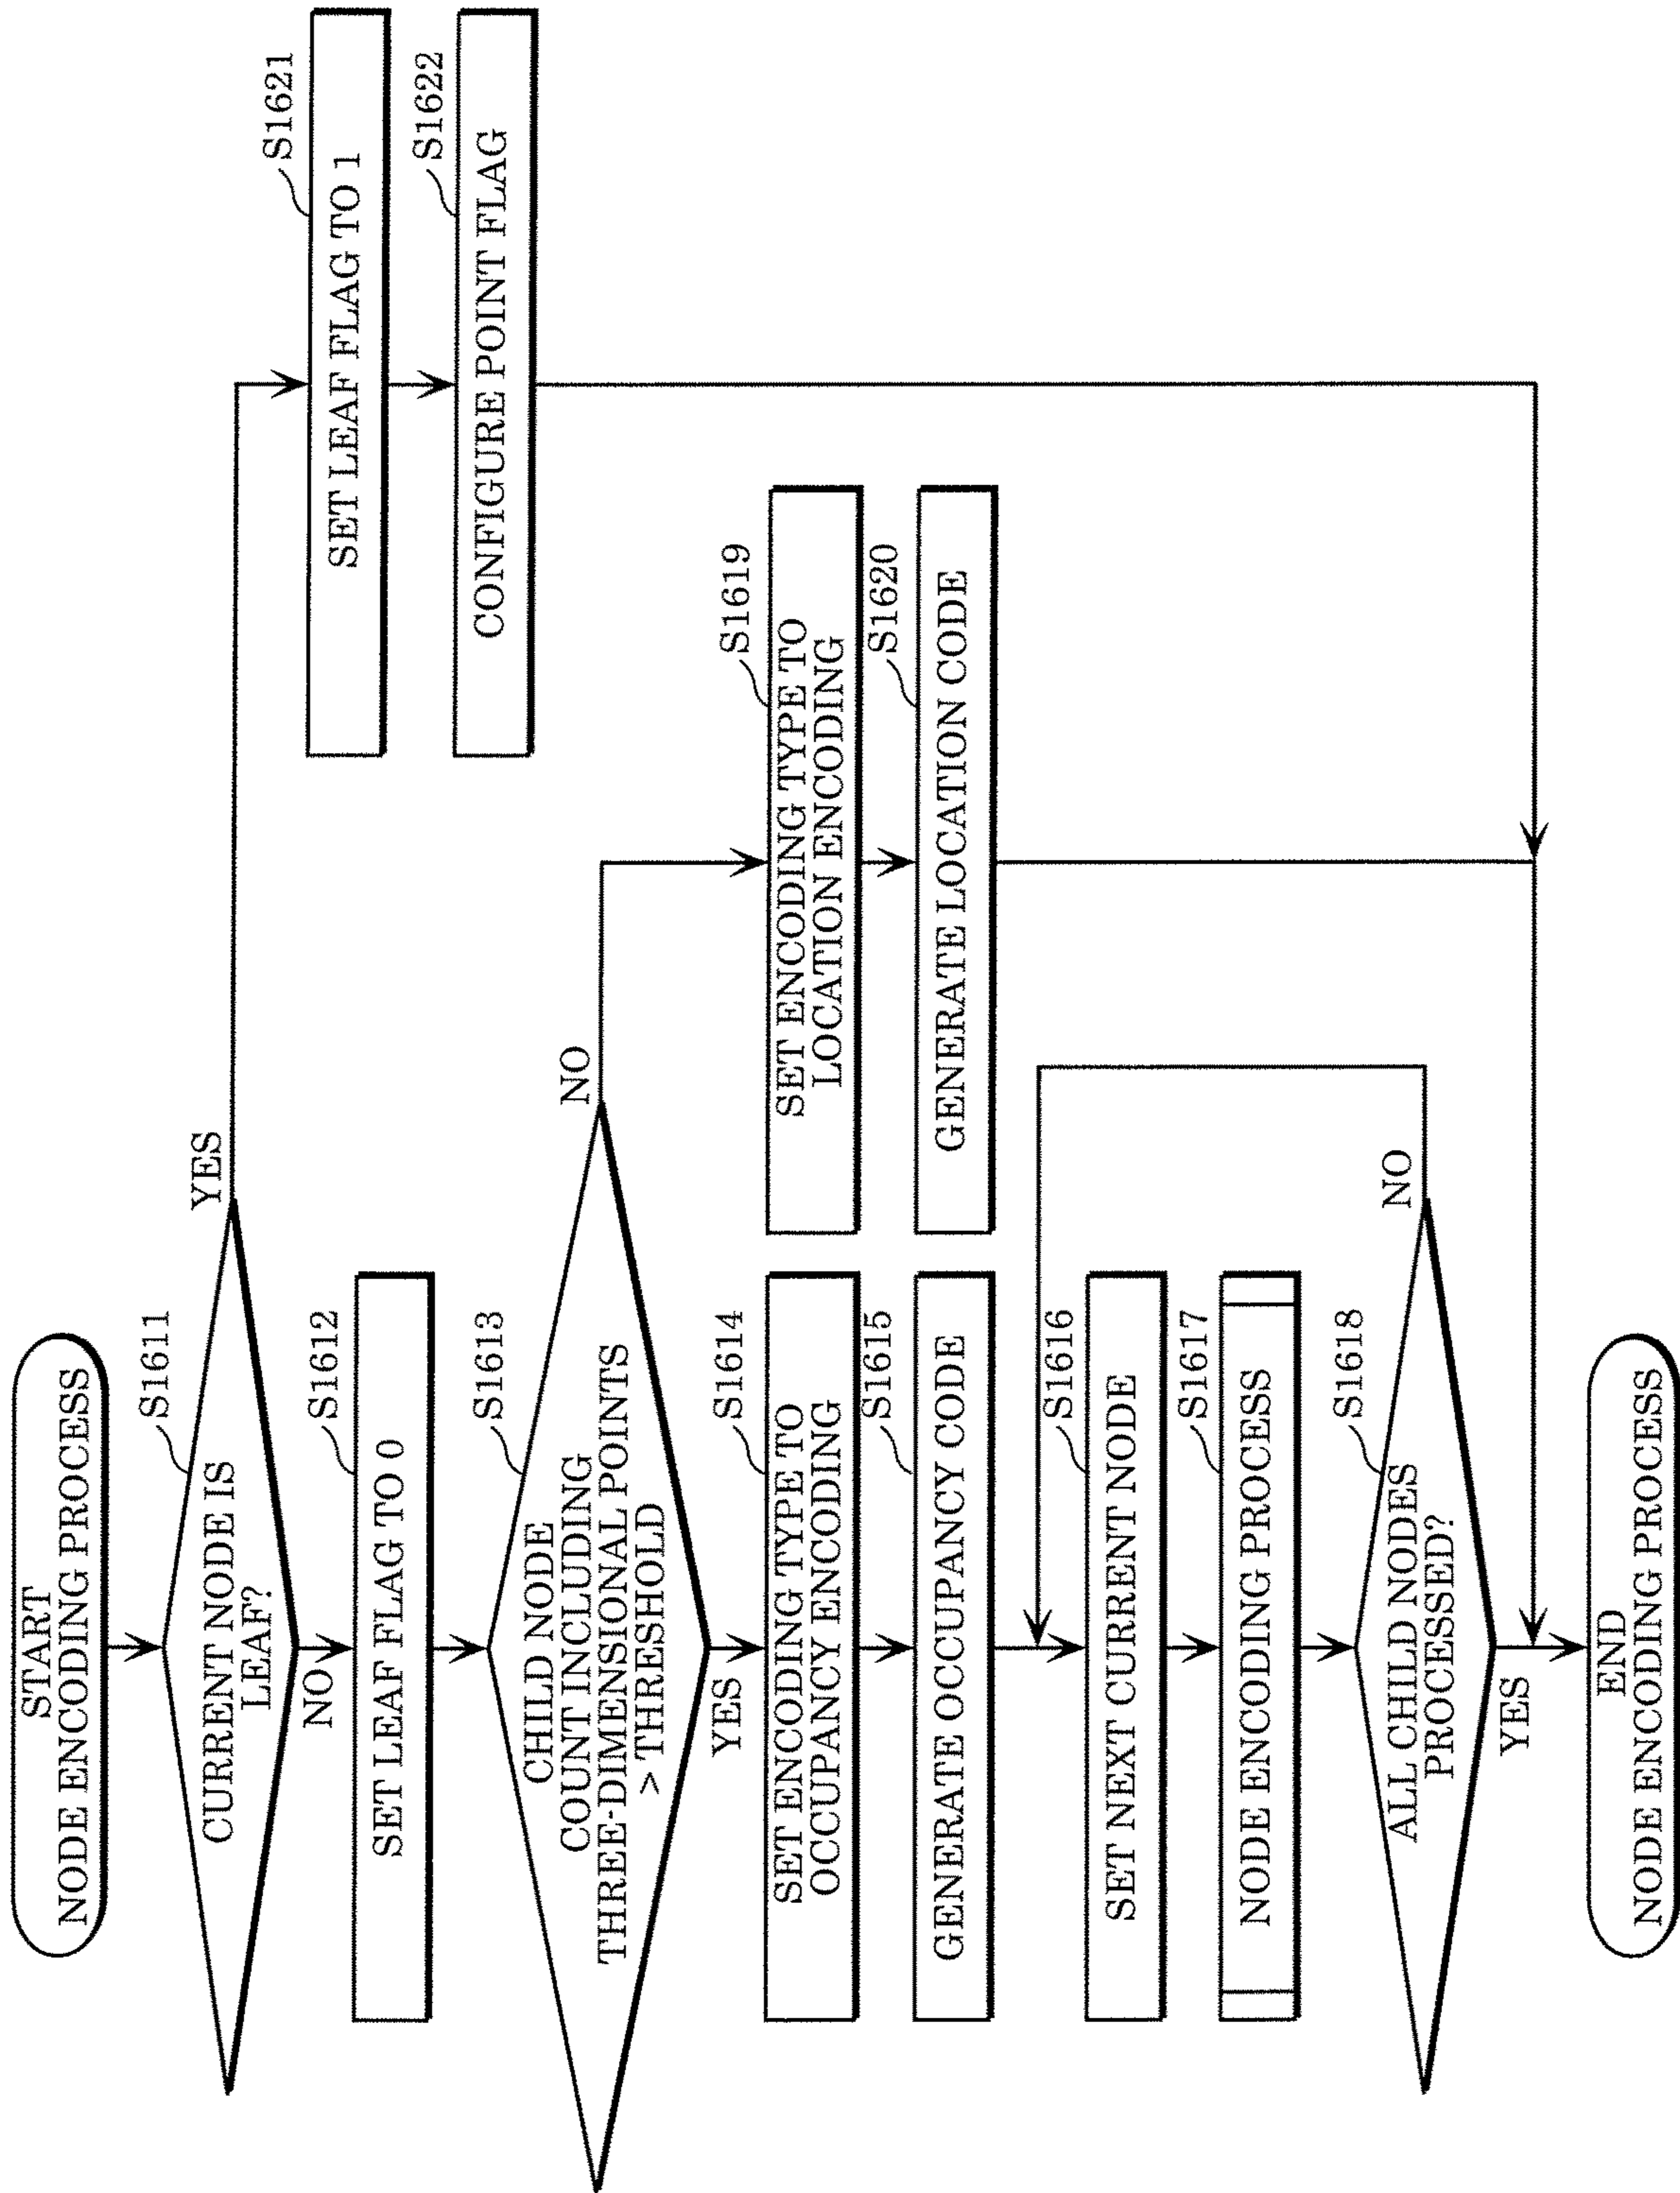 START
NODE ENCODING PROCESS
S1611
CURRENT NODE IS
LEAF?
YES
NO
S1612
SET LEAF FLAG TO 0
S1613
CHILD NODE
COUNT INCLUDING
THREE-DIMENSIONAL POINTS
> THRESHOLD
NO
YES
S1614
SET ENCODING TYPE TO
OCCUPANCY ENCODING
S1615
GENERATE OCCUPANCY CODE
S1616
SET NEXT CURRENT NODE
S1617
NODE ENCODING PROCESS
S1618
ALL CHILD NODES
PROCESSED?
NO
YES
END
NODE ENCODING PROCESS
S1619
SET ENCODING TYPE TO
LOCATION ENCODING
S1620
GENERATE LOCATION CODE
S1621
SET LEAF FLAG TO 1
S1622
CONFIGURE POINT FLAG